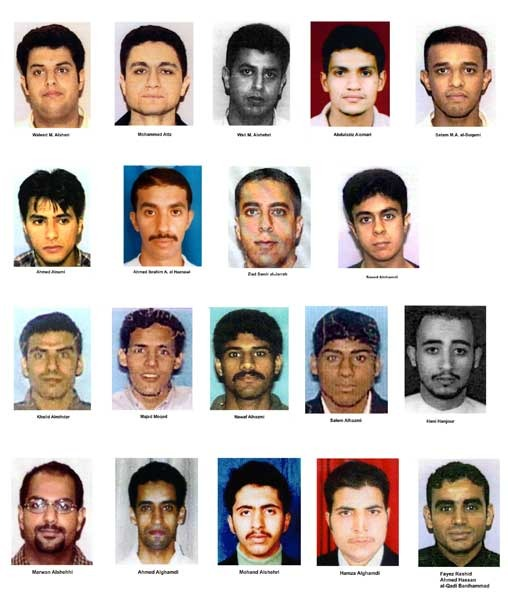 Waleed M. Alshehri
Mohammed Atta
Wail M. Alshehri
Abdulaziz Alomari
Satam M.A. al-Suqami
Ahmed Alnami
Ahmed Ibrahim A. al Haznawi
Ziad Samir al-Jarrah
Saeed Alghamdi
Khalid Almihdar
Majed Moqed
Nawaf Alhazmi
Salem Alhazmi
Hani Hanjour
Marwan Alshehhi
Ahmed Alghamdi
Mohand Alshehri
Hamza Alghamdi
Fayez Rashid
Ahmed Hassan
al-Qadi Banihammad